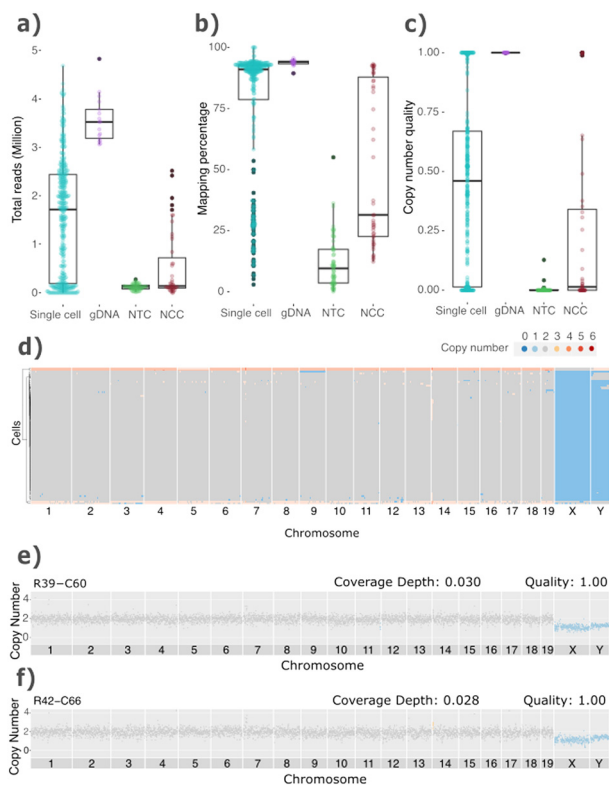 a)
b)
c)
Total reads (Million)
5
4
3
2
1
0
Single cell gDNA NTC NCC
Mapping percentage
100
75
50
25
0
Single cell gDNA NTC NCC
Copy number quality
1.00
0.75
0.50
0.25
0.00
Single cell gDNA NTC NCC
0 1 2 3 4 5 6
Copy number
d)
Cells
1 2 3 4 5 6 7 8 9 10 11 12 13 14 15 16 17 18 19 X Y
Chromosome
e)
R39-C60 Coverage Depth: 0.030 Quality: 1.00
Copy Number
4
2
0
1 2 3 4 5 6 7 8 9 10 11 12 13 14 15 16 17 18 19 X Y
Chromosome
f)
R42-C66 Coverage Depth: 0.028 Quality: 1.00
Copy Number
4
2
0
1 2 3 4 5 6 7 8 9 10 11 12 13 14 15 16 17 18 19 X Y
Chromosome